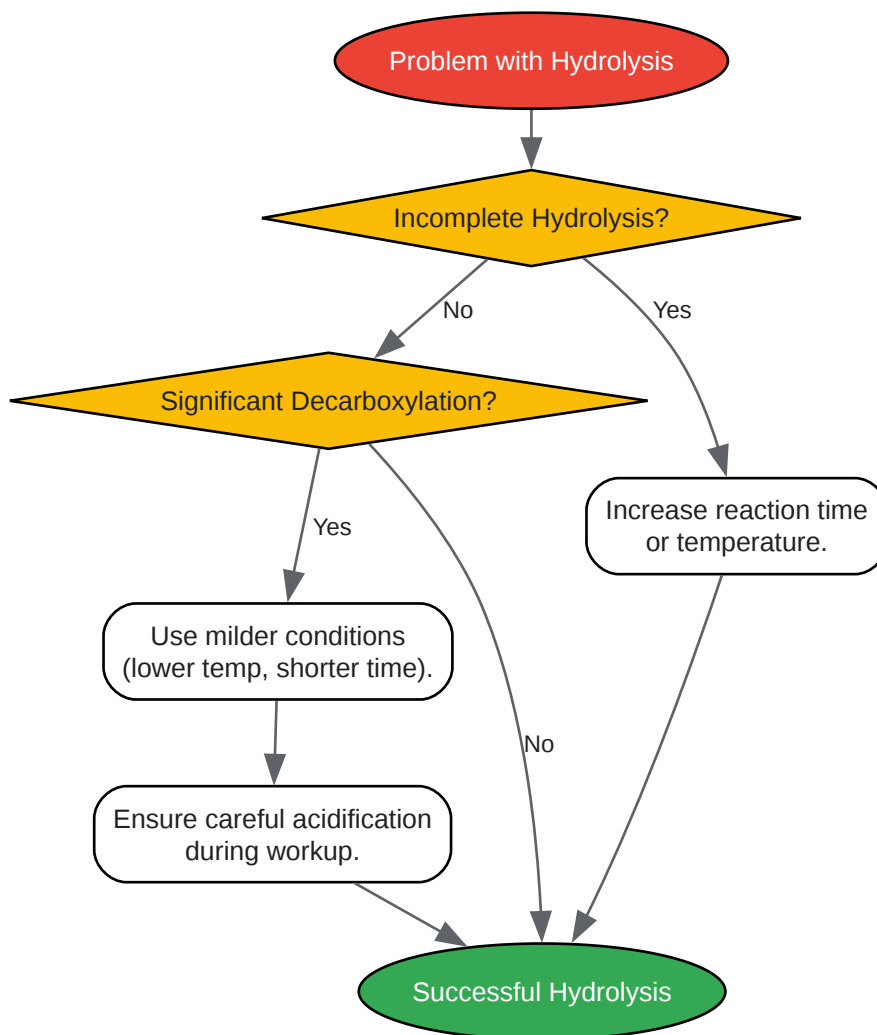 Problem with Hydrolysis
Incomplete Hydrolysis?
No
Yes
Significant Decarboxylation?
Increase reaction time
or temperature.
Yes
Use milder conditions
(lower temp, shorter time).
No
Ensure careful acidification
during workup.
Successful Hydrolysis